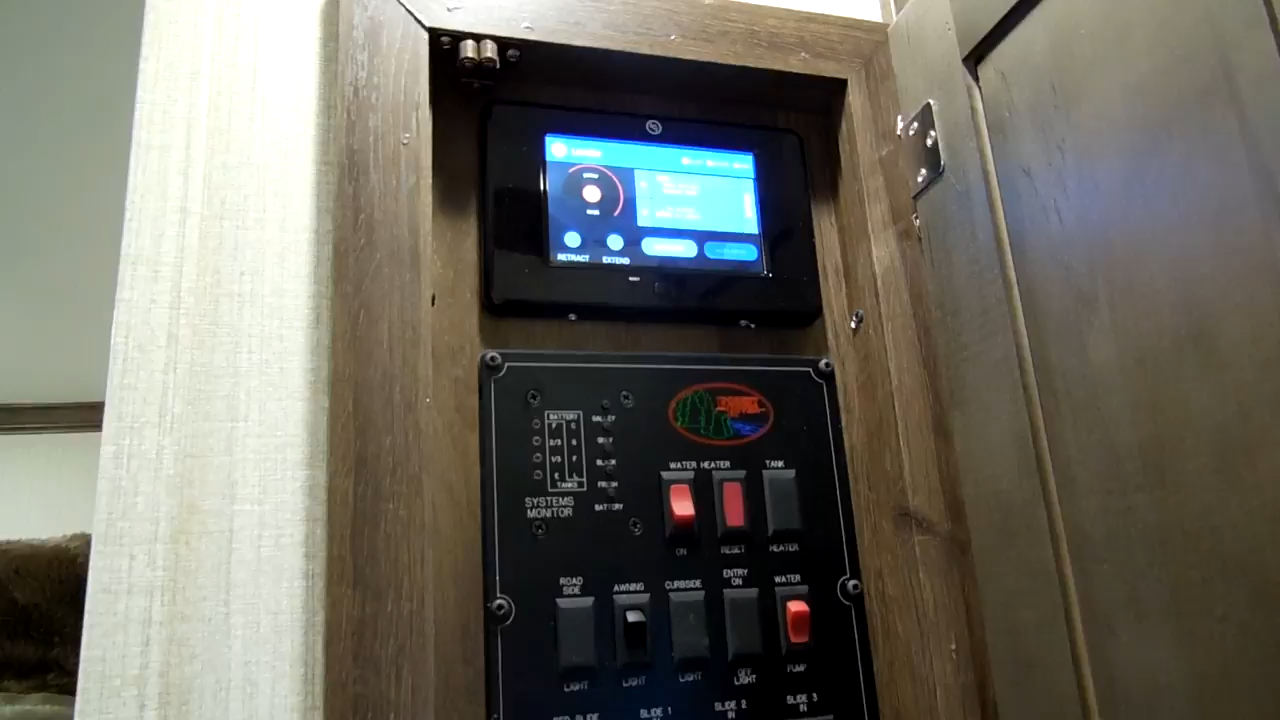 RETRACT
EXTEND
BATTERY
F C
2/3 G
1/3 F
E L
TANKS
SYSTEMS
MONITOR
GALLEY
GREY
BLACK
FRESH
BATTERY
WATER HEATER
TANK
ON
RESET
HEATER
ROAD
SIDE
AWNING
CURBSIDE
ENTRY
ON
WATER
LIGHT
LIGHT
LIGHT
OFF
LIGHT
PUMP
SLIDE 1
SLIDE 2
IN
SLIDE 3
IN